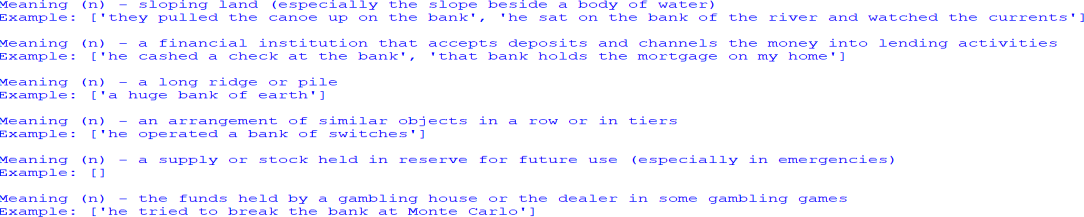 Meaning (n) - sloping land (especially the slope beside a body of water)
Example: ['they pulled the canoe up on the bank', 'he sat on the bank of the river and watched the currents']
Meaning (n) - a financial institution that accepts deposits and channels the money into lending activities
Example: ['he cashed a check at the bank', 'that bank holds the mortgage on my home']
Meaning (n) - a long ridge or pile
Example: ['a huge bank of earth']
Meaning (n) - an arrangement of similar objects in a row or in tiers
Example: ['he operated a bank of switches']
Meaning (n) - a supply or stock held in reserve for future use (especially in emergencies)
Example: []
Meaning (n) - the funds held by a gambling house or the dealer in some gambling games
Example: ['he tried to break the bank at Monte Carlo']